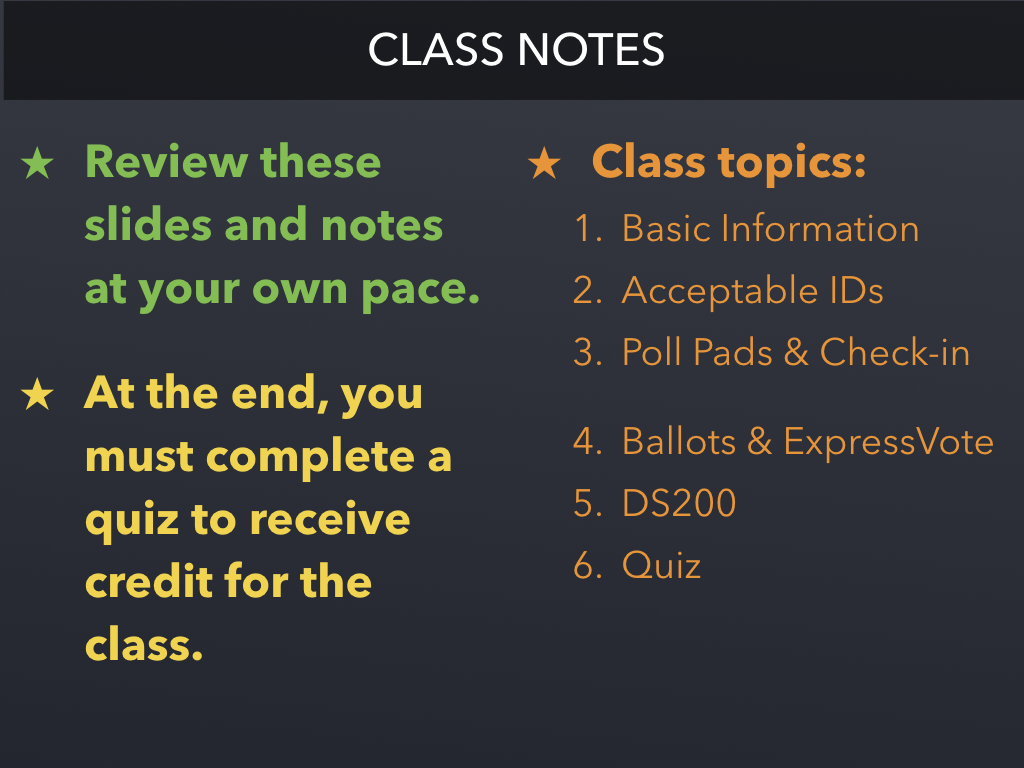 CLASS NOTES
★ Review these
slides and notes
at your own pace.
★ At the end, you
must complete a
quiz to receive
credit for the
class.
★ Class topics:
1. Basic Information
2. Acceptable IDs
3. Poll Pads & Check-in
4. Ballots & ExpressVote
5. DS200
6. Quiz